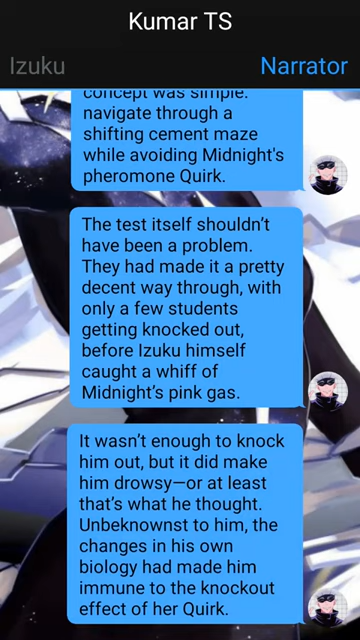 Kumar TS
Izuku
Narrator
concept was simple:
navigate through a
shifting cement maze
while avoiding Midnight's
pheromone Quirk.
The test itself shouldn’t
have been a problem.
They had made it a pretty
decent way through, with
only a few students
getting knocked out,
before Izuku himself
caught a whiff of
Midnight’s pink gas.
It wasn’t enough to knock
him out, but it did make
him drowsy—or at least
that’s what he thought.
Unbeknownst to him, the
changes in his own
biology had made him
immune to the knockout
effect of her Quirk.